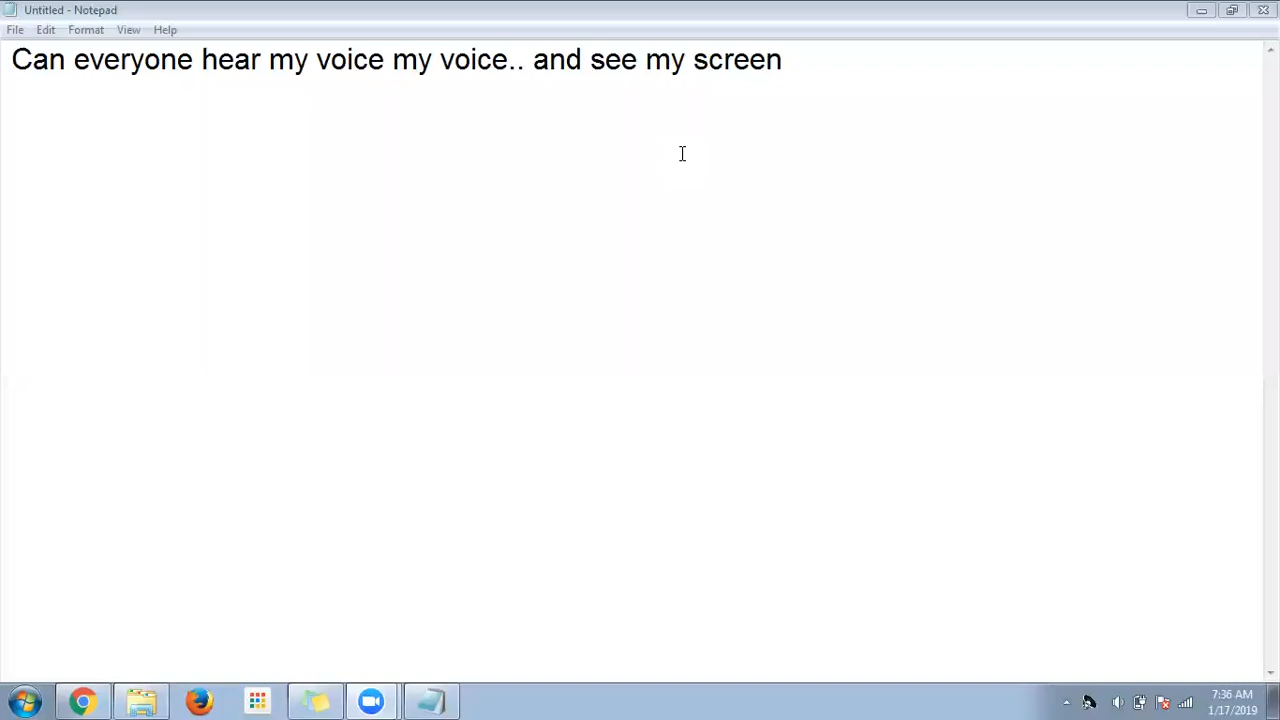 Untitled - Notepad
File Edit Format View Help
Can everyone hear my voice my voice.. and see my screen
7:36 AM
1/17/2019